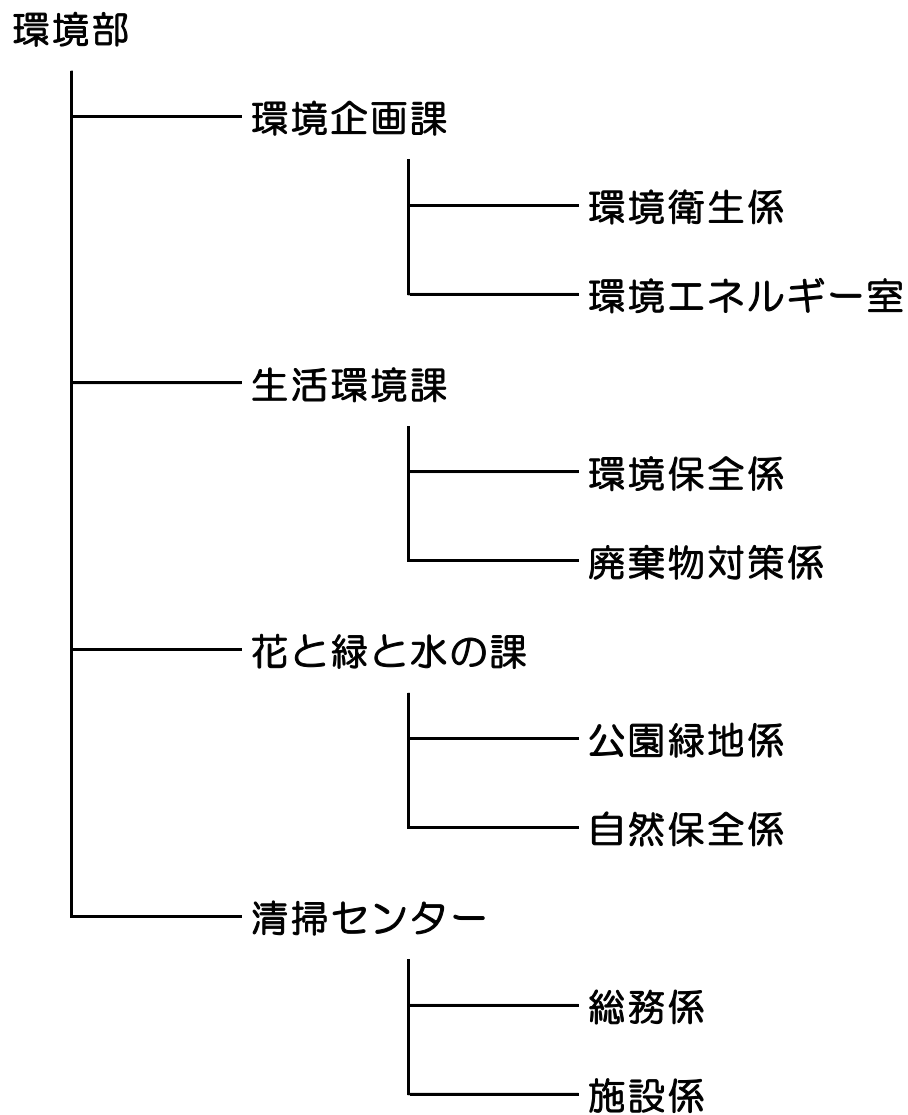 環境部
環境企画課
環境衛生係
環境エネルギー室
生活環境課
環境保全係
廃棄物対策係
花と緑と水の課
公園緑地係
自然保全係
清掃センター
総務係
施設係